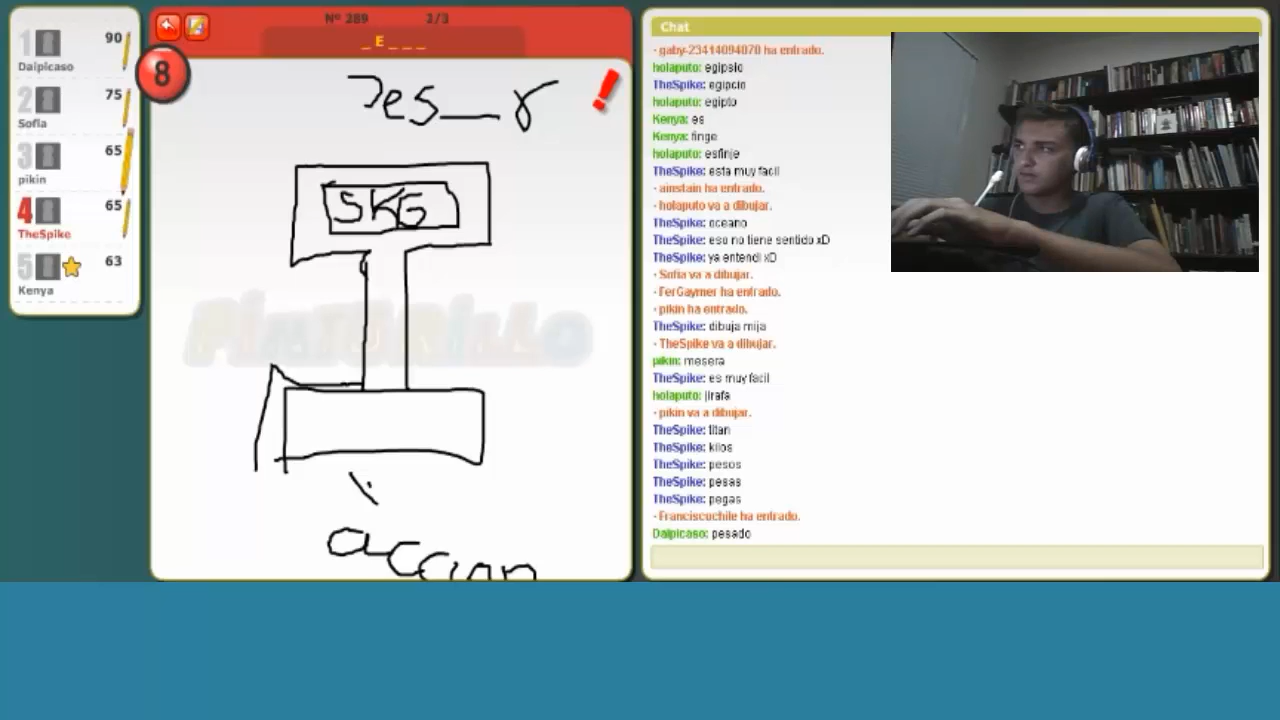 1 90
Dalpicaso
2 75
Sofia
3 65
pikin
4 65
TheSpike
5 63
Kenya
Nº 289 2/3
_ E _ _ _
8
es__r
!
5KG
accion
Pinturillo
Chat
· gaby-23414094070 ha entrado.
holaputo: egipsio
TheSpike: egipcio
holaputo: egipto
Kenya: es
Kenya: finge
holaputo: esfinje
TheSpike: esta muy facil
· ainstain ha entrado.
· holaputo va a dibujar.
TheSpike: oceano
TheSpike: eso no tiene sentido xD
TheSpike: ya entendi xD
· Sofia va a dibujar.
· FerGaymer ha entrado.
· pikin ha entrado.
TheSpike: dibuja mija
· TheSpike va a dibujar.
pikin: mesera
TheSpike: es muy facil
holaputo: jirafa
· pikin va a dibujar.
TheSpike: titan
TheSpike: kilos
TheSpike: pesos
TheSpike: pesas
TheSpike: pegas
· Franciscuchile ha entrado.
Dalpicaso: pesado